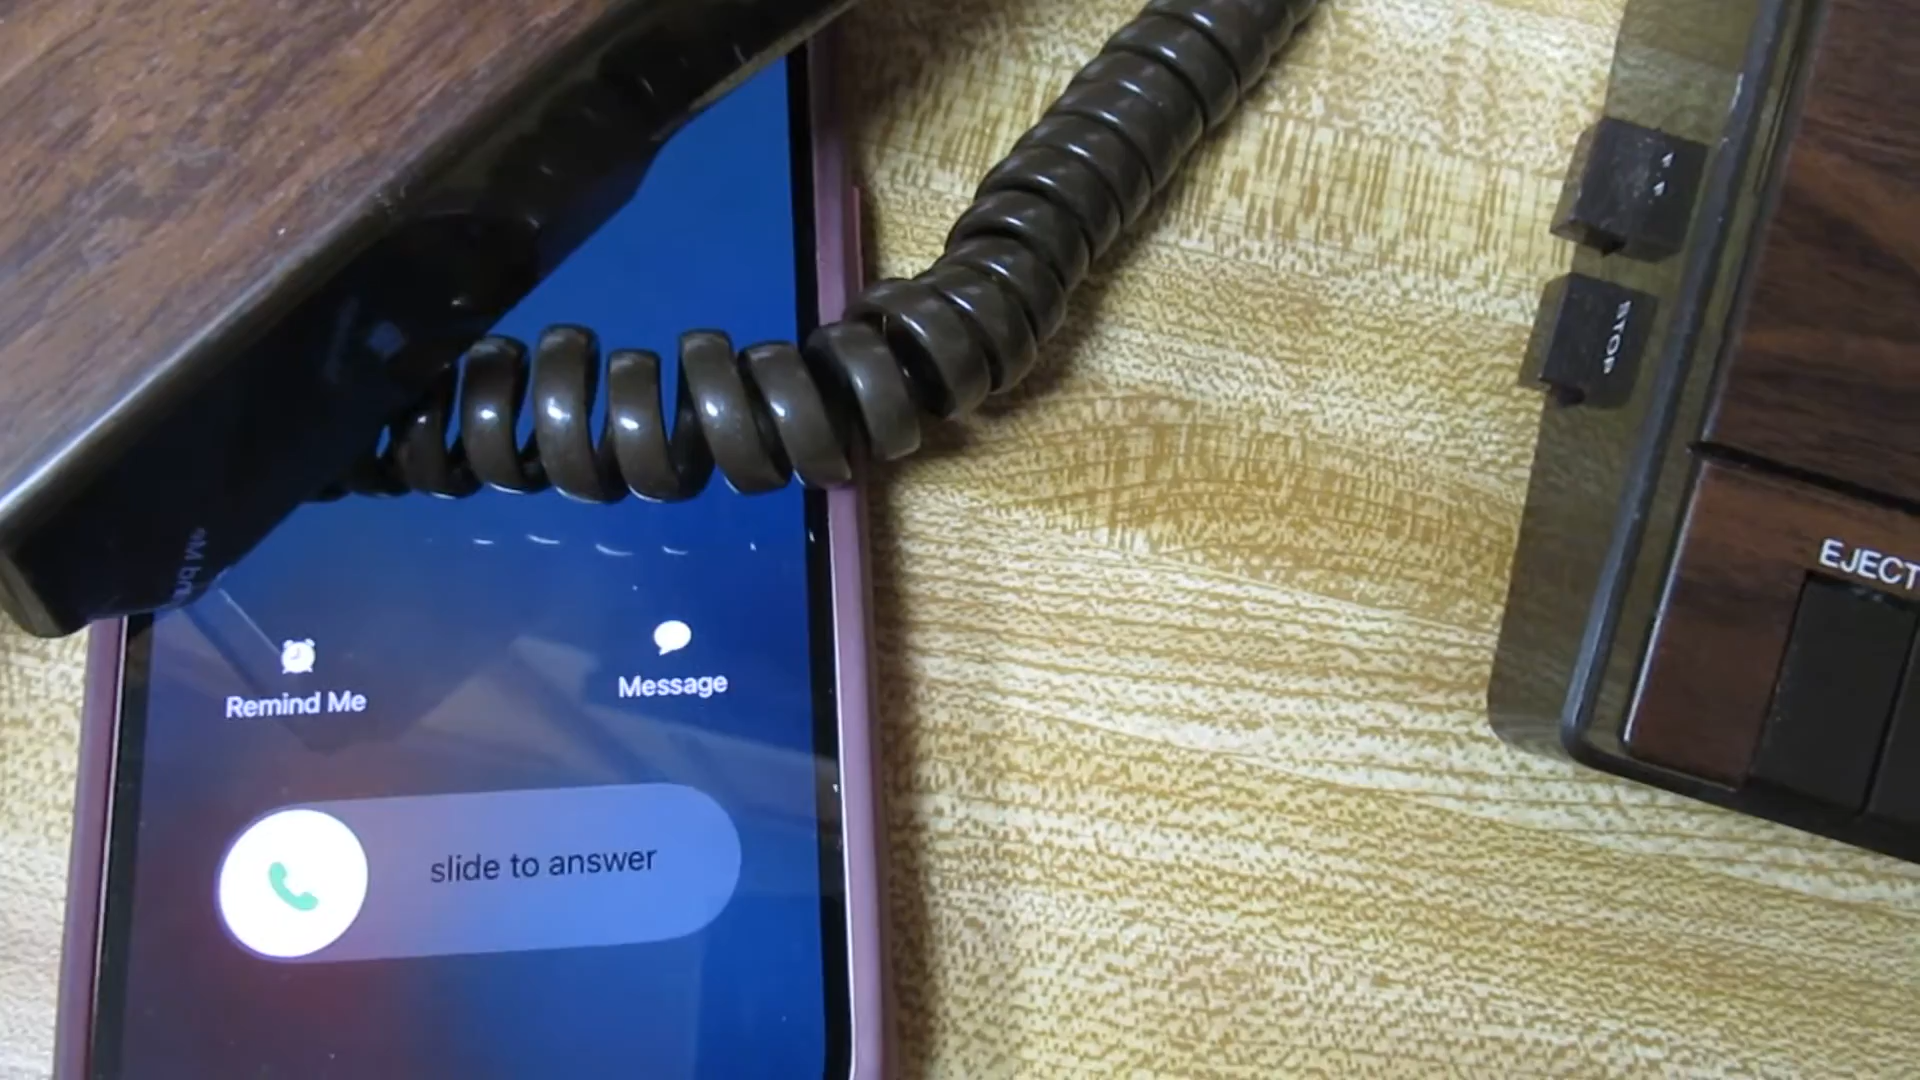 STOP
EJECT
Remind Me
Message
slide to answer